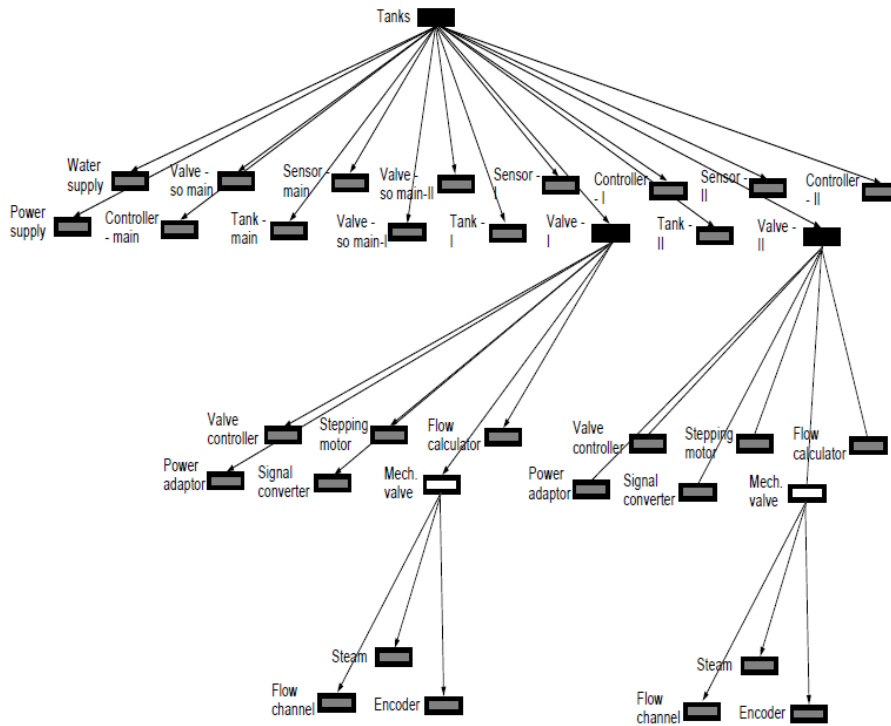 Tanks
Water
supply
Valve -
so main
Sensor -
main
Valve -
so main-II
Sensor -
I
Controller
- I
Sensor -
II
Controller
- II
Power
supply
Controller
- main
Tank -
main
Valve -
so main-I
Tank -
I
Valve -
I
Tank -
II
Valve -
II
Valve
controller
Stepping
motor
Flow
calculator
Valve
controller
Stepping
motor
Flow
calculator
Power
adaptor
Signal
converter
Mech.
valve
Power
adaptor
Signal
converter
Mech.
valve
Steam
Flow
channel
Encoder
Steam
Flow
channel
Encoder